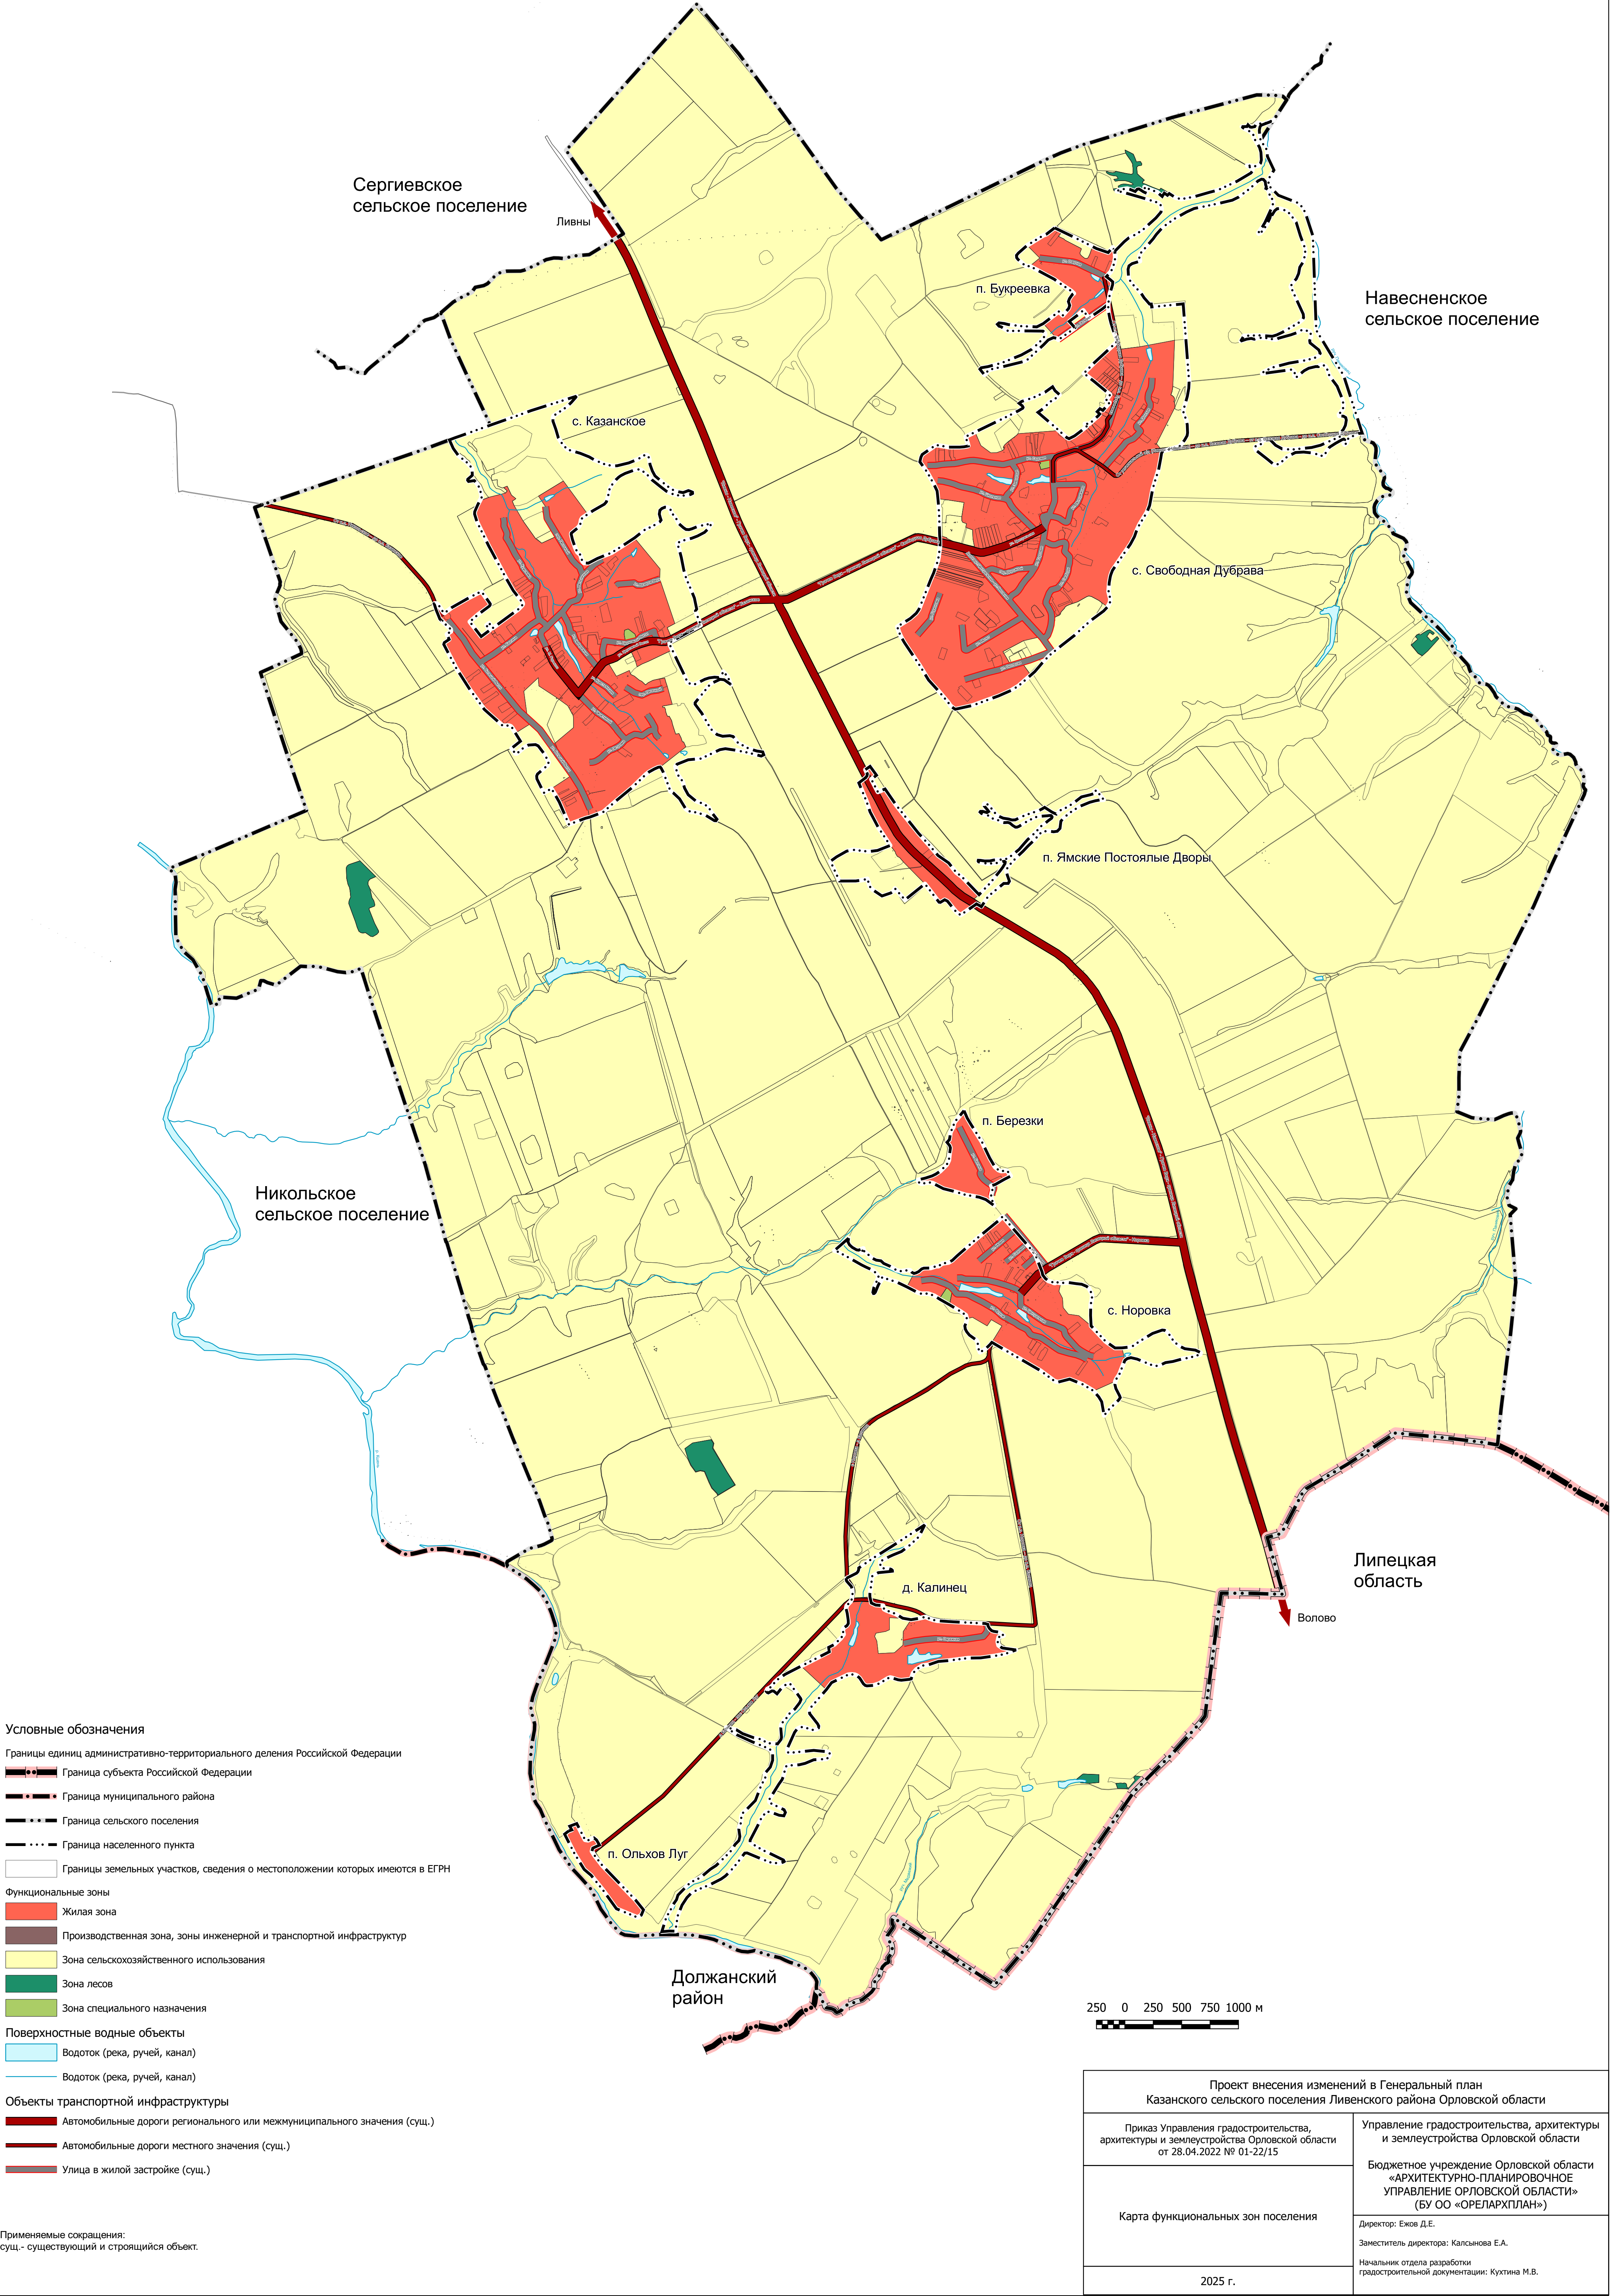 Сергиевское
сельское поселение
Ливны
Навесненское
сельское поселение
п. Букреевка
с. Казанское
с. Свободная Дубрава
п. Ямские Постоялые Дворы
п. Березки
Никольское
сельское поселение
с. Норовка
Липецкая
область
д. Калинец
Волово
п. Ольхов Луг
Должанский
район
Условные обозначения
Границы единиц административно-территориального деления Российской Федерации
Граница субъекта Российской Федерации
Граница муниципального района
Граница сельского поселения
Граница населенного пункта
Границы земельных участков, сведения о местоположении которых имеются в ЕГРН
Функциональные зоны
Жилая зона
Производственная зона, зоны инженерной и транспортной инфраструктур
Зона сельскохозяйственного использования
Зона лесов
Зона специального назначения
Поверхностные водные объекты
Водоток (река, ручей, канал)
Водоток (река, ручей, канал)
Объекты транспортной инфраструктуры
Автомобильные дороги регионального или межмуниципального значения (сущ.)
Автомобильные дороги местного значения (сущ.)
Улица в жилой застройке (сущ.)
Применяемые сокращения:
сущ.- существующий и строящийся объект.
250 0 250 500 750 1000 м
Проект внесения изменений в Генеральный план
Казанского сельского поселения Ливенского района Орловской области
Приказ Управления градостроительства,
архитектуры и землеустройства Орловской области
от 28.04.2022 № 01-22/15
Управление градостроительства, архитектуры
и землеустройства Орловской области
Бюджетное учреждение Орловской области
«АРХИТЕКТУРНО-ПЛАНИРОВОЧНОЕ
УПРАВЛЕНИЕ ОРЛОВСКОЙ ОБЛАСТИ»
(БУ ОО «ОРЕЛАРХПЛАН»)
Карта функциональных зон поселения
Директор: Ежов Д.Е.
Заместитель директора: Калсынова Е.А.
Начальник отдела разработки
градостроительной документации: Кухтина М.В.
2025 г.